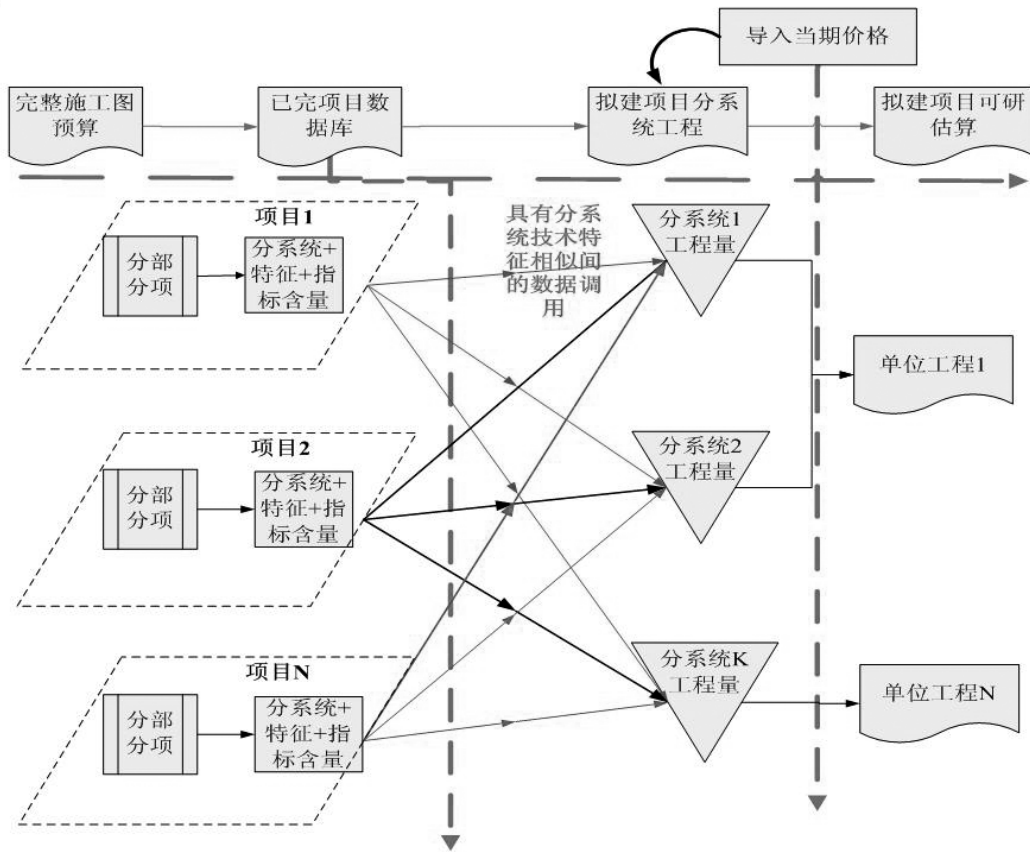 导入当期价格
完整施工图
预算
已完项目数
据库
拟建项目分系
统工程
拟建项目可研
估算
项目1
分部
分项
分系统+
特征+指
标含量
具有分系
统技术特
征相似间
的数据调
用
分系统1
工程量
单位工程1
项目2
分部
分项
分系统+
特征+指
标含量
分系统2
工程量
项目N
分部
分项
分系统+
特征+指
标含量
分系统K
工程量
单位工程N